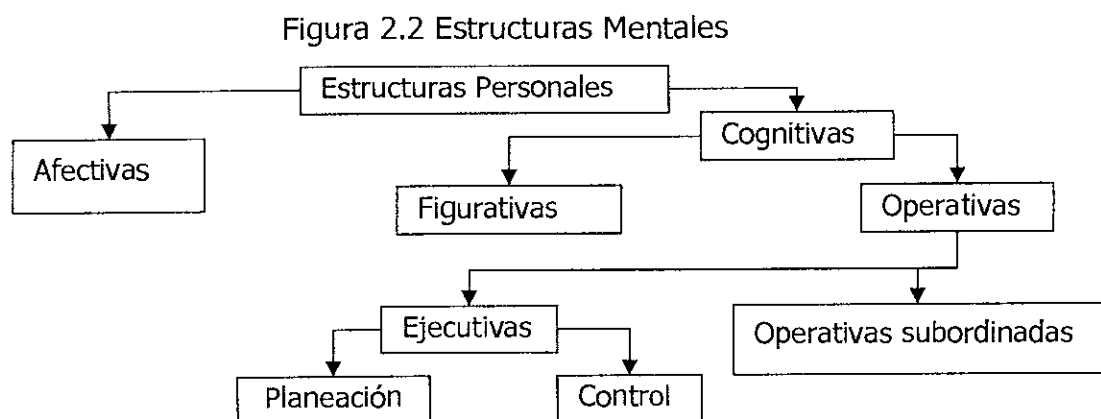 Figura 2.2 Estructuras Mentales
Estructuras Personales
Cognitivas
Afectivas
Figurativas
Operativas
Ejecutivas
Operativas subordinadas
Planeación
Control